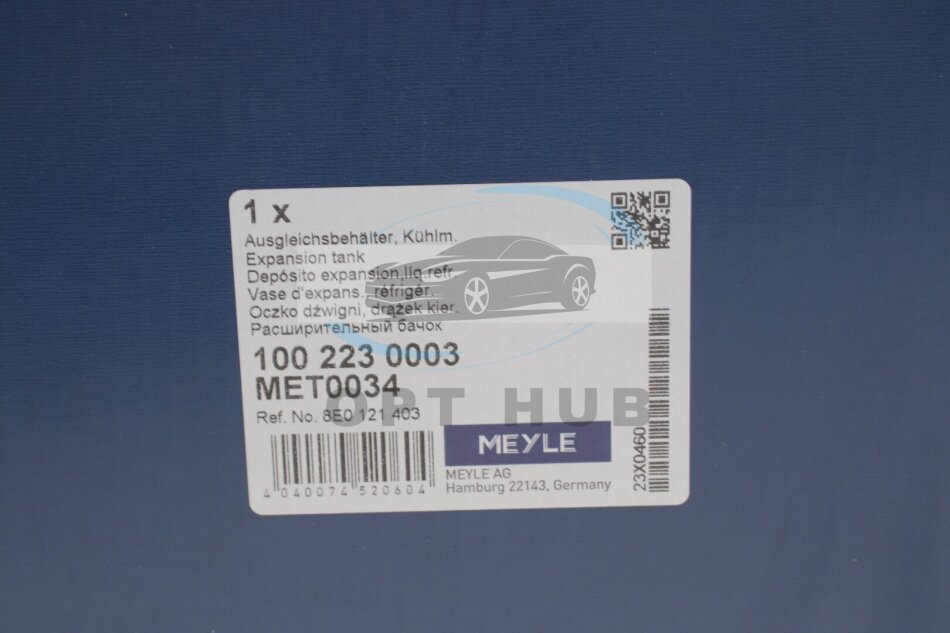 1 x
Ausgleichsbehälter, Kühlm.
Expansion tank
Depósito expansion,liq.refr.
Vase d'expans., réfrigér.
Oczko dźwigni, drążek kier.
Расширительный бачок
100 223 0003
MET0034
OPT HUB
Ref. No. 8E0 121 403
MEYLE
4 040074 520604
MEYLE AG
Hamburg 22143, Germany
23X0460